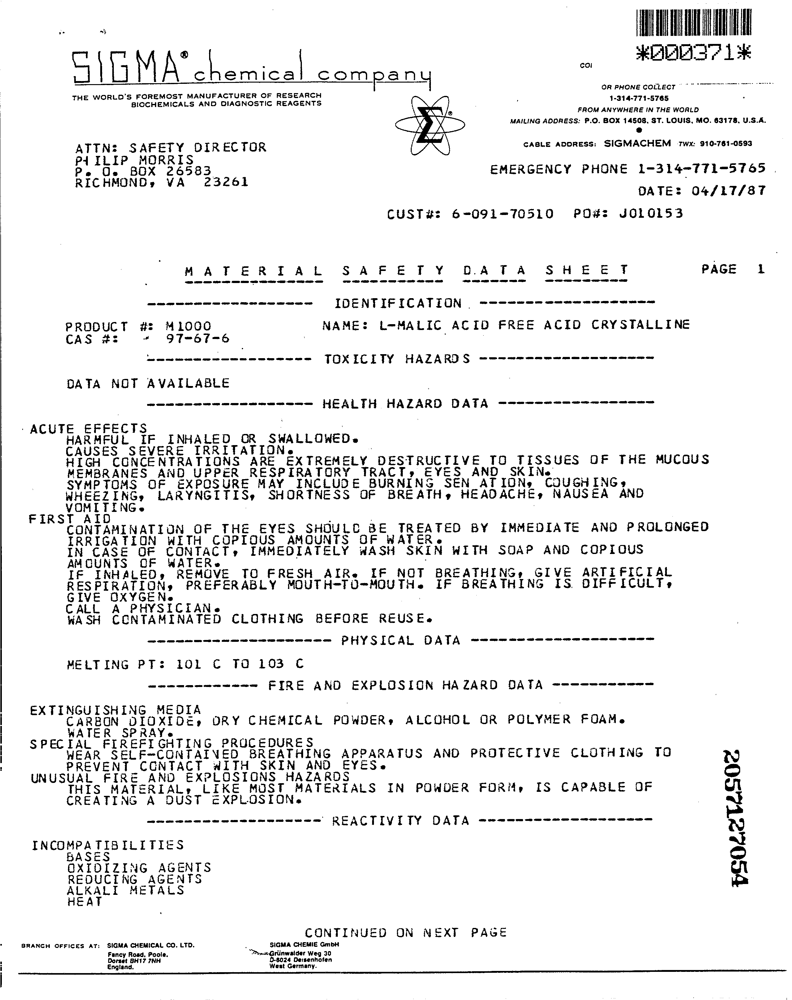 *000371*
SIGMA® chemical company
COI
THE WORLD'S FOREMOST MANUFACTURER OF RESEARCH
BIOCHEMICALS AND DIAGNOSTIC REAGENTS
OR PHONE COLLECT
1-314-771-5765
FROM ANYWHERE IN THE WORLD
MAILING ADDRESS: P.O. BOX 14508, ST. LOUIS, MO. 63178, U.S.A.
CABLE ADDRESS: SIGMACHEM TWX: 910-761-0593
Σ®
ATTN: SAFETY DIRECTOR
PHILIP MORRIS
P. O. BOX 26583
RICHMOND, VA 23261
EMERGENCY PHONE 1-314-771-5765
DATE: 04/17/87
CUST#: 6-091-70510 PO#: J010153
MATERIAL SAFETY DATA SHEET PAGE 1
------------------ IDENTIFICATION -------------------
PRODUCT #: M1000 NAME: L-MALIC ACID FREE ACID CRYSTALLINE
CAS #: - 97-67-6
------------------ TOXICITY HAZARDS -------------------
DATA NOT AVAILABLE
------------------ HEALTH HAZARD DATA -----------------
ACUTE EFFECTS
HARMFUL IF INHALED OR SWALLOWED.
CAUSES SEVERE IRRITATION.
HIGH CONCENTRATIONS ARE EXTREMELY DESTRUCTIVE TO TISSUES OF THE MUCOUS
MEMBRANES AND UPPER RESPIRATORY TRACT, EYES AND SKIN.
SYMPTOMS OF EXPOSURE MAY INCLUDE BURNING SEN ATION, COUGHING,
WHEEZING, LARYNGITIS, SHORTNESS OF BREATH, HEADACHE, NAUSEA AND
VOMITING.
FIRST AID
CONTAMINATION OF THE EYES SHOULD BE TREATED BY IMMEDIATE AND PROLONGED
IRRIGATION WITH COPIOUS AMOUNTS OF WATER.
IN CASE OF CONTACT, IMMEDIATELY WASH SKIN WITH SOAP AND COPIOUS
AMOUNTS OF WATER.
IF INHALED, REMOVE TO FRESH AIR. IF NOT BREATHING, GIVE ARTIFICIAL
RESPIRATION, PREFERABLY MOUTH-TO-MOUTH. IF BREATHING IS DIFFICULT,
GIVE OXYGEN.
CALL A PHYSICIAN.
WASH CONTAMINATED CLOTHING BEFORE REUSE.
-------------------- PHYSICAL DATA --------------------
MELTING PT: 101 C TO 103 C
------------ FIRE AND EXPLOSION HAZARD DATA -----------
EXTINGUISHING MEDIA
CARBON DIOXIDE, DRY CHEMICAL POWDER, ALCOHOL OR POLYMER FOAM.
WATER SPRAY.
SPECIAL FIREFIGHTING PROCEDURES
WEAR SELF-CONTAINED BREATHING APPARATUS AND PROTECTIVE CLOTHING TO
PREVENT CONTACT WITH SKIN AND EYES.
UNUSUAL FIRE AND EXPLOSIONS HAZARDS
THIS MATERIAL, LIKE MOST MATERIALS IN POWDER FORM, IS CAPABLE OF
CREATING A DUST EXPLOSION.
------------------- REACTIVITY DATA -------------------
INCOMPATIBILITIES
BASES
OXIDIZING AGENTS
REDUCING AGENTS
ALKALI METALS
HEAT
2057127054
CONTINUED ON NEXT PAGE
BRANCH OFFICES AT: SIGMA CHEMICAL CO. LTD.
Fancy Road, Poole,
Dorset BH17 7NH
England.
SIGMA CHEMIE GmbH
Grünwalder Weg 30
D-8024 Deisenhofen
West Germany.